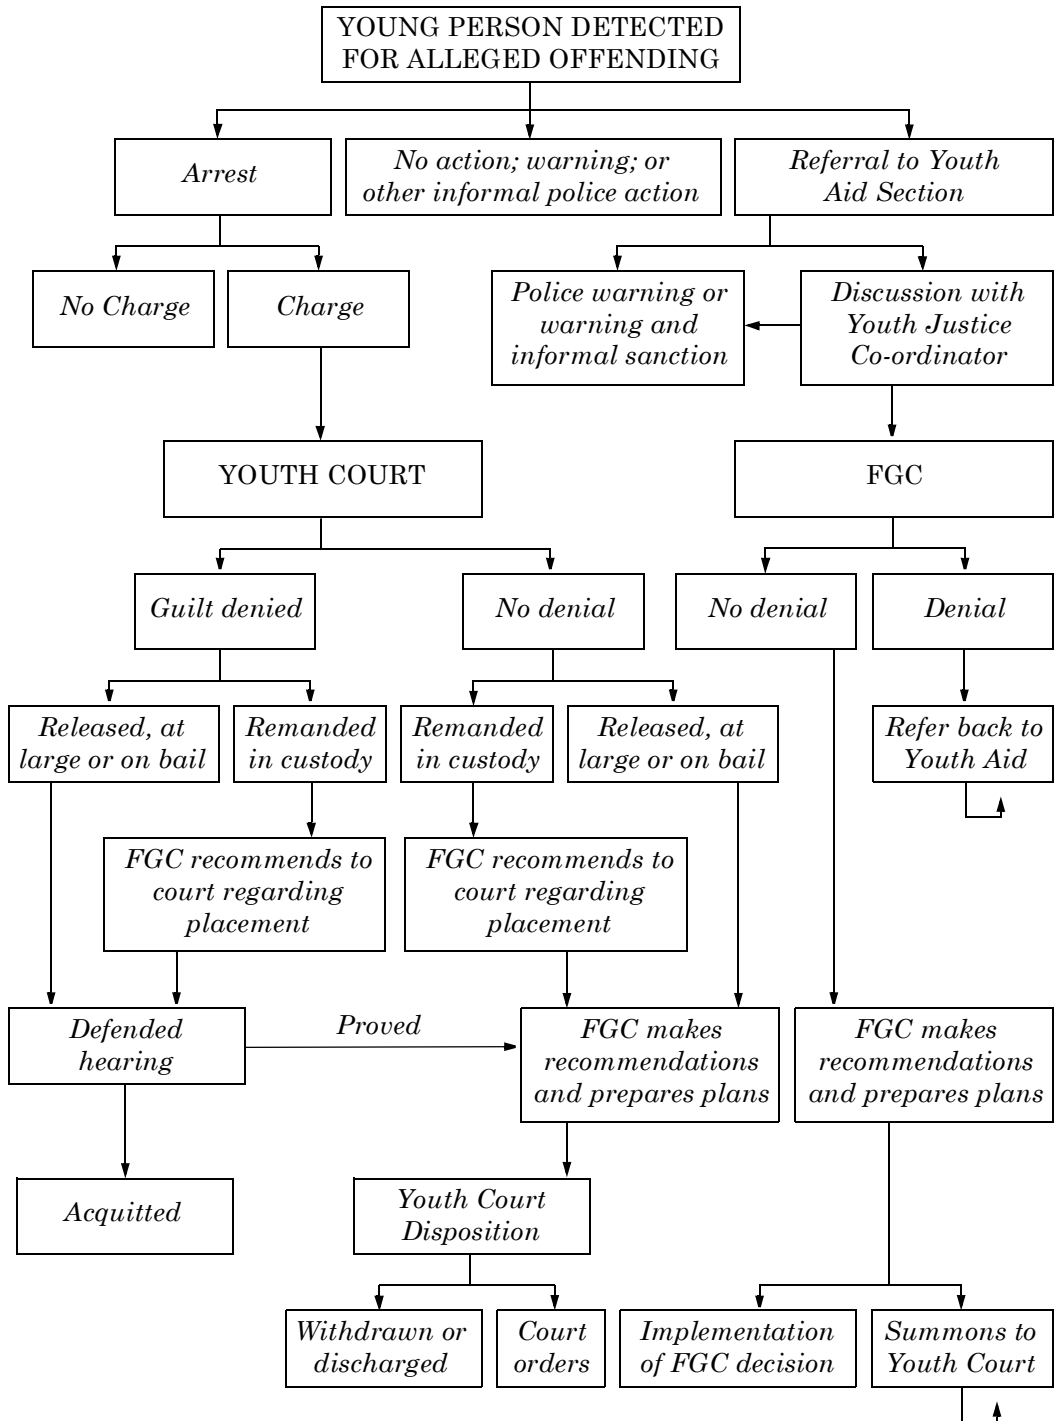 YOUNG PERSON DETECTED
FOR ALLEGED OFFENDING
Arrest
No action; warning; or
other informal police action
Referral to Youth
Aid Section
No Charge
Charge
Police warning or
warning and
informal sanction
Discussion with
Youth Justice
Co-ordinator
YOUTH COURT
FGC
Guilt denied
No denial
No denial
Denial
Released, at
large or on bail
Remanded
in custody
Remanded
in custody
Released, at
large or on bail
Refer back to
Youth Aid
FGC recommends to
court regarding
placement
FGC recommends to
court regarding
placement
Defended
hearing
Proved
FGC makes
recommendations
and prepares plans
FGC makes
recommendations
and prepares plans
Acquitted
Youth Court
Disposition
Withdrawn or
discharged
Court
orders
Implementation
of FGC decision
Summons to
Youth Court